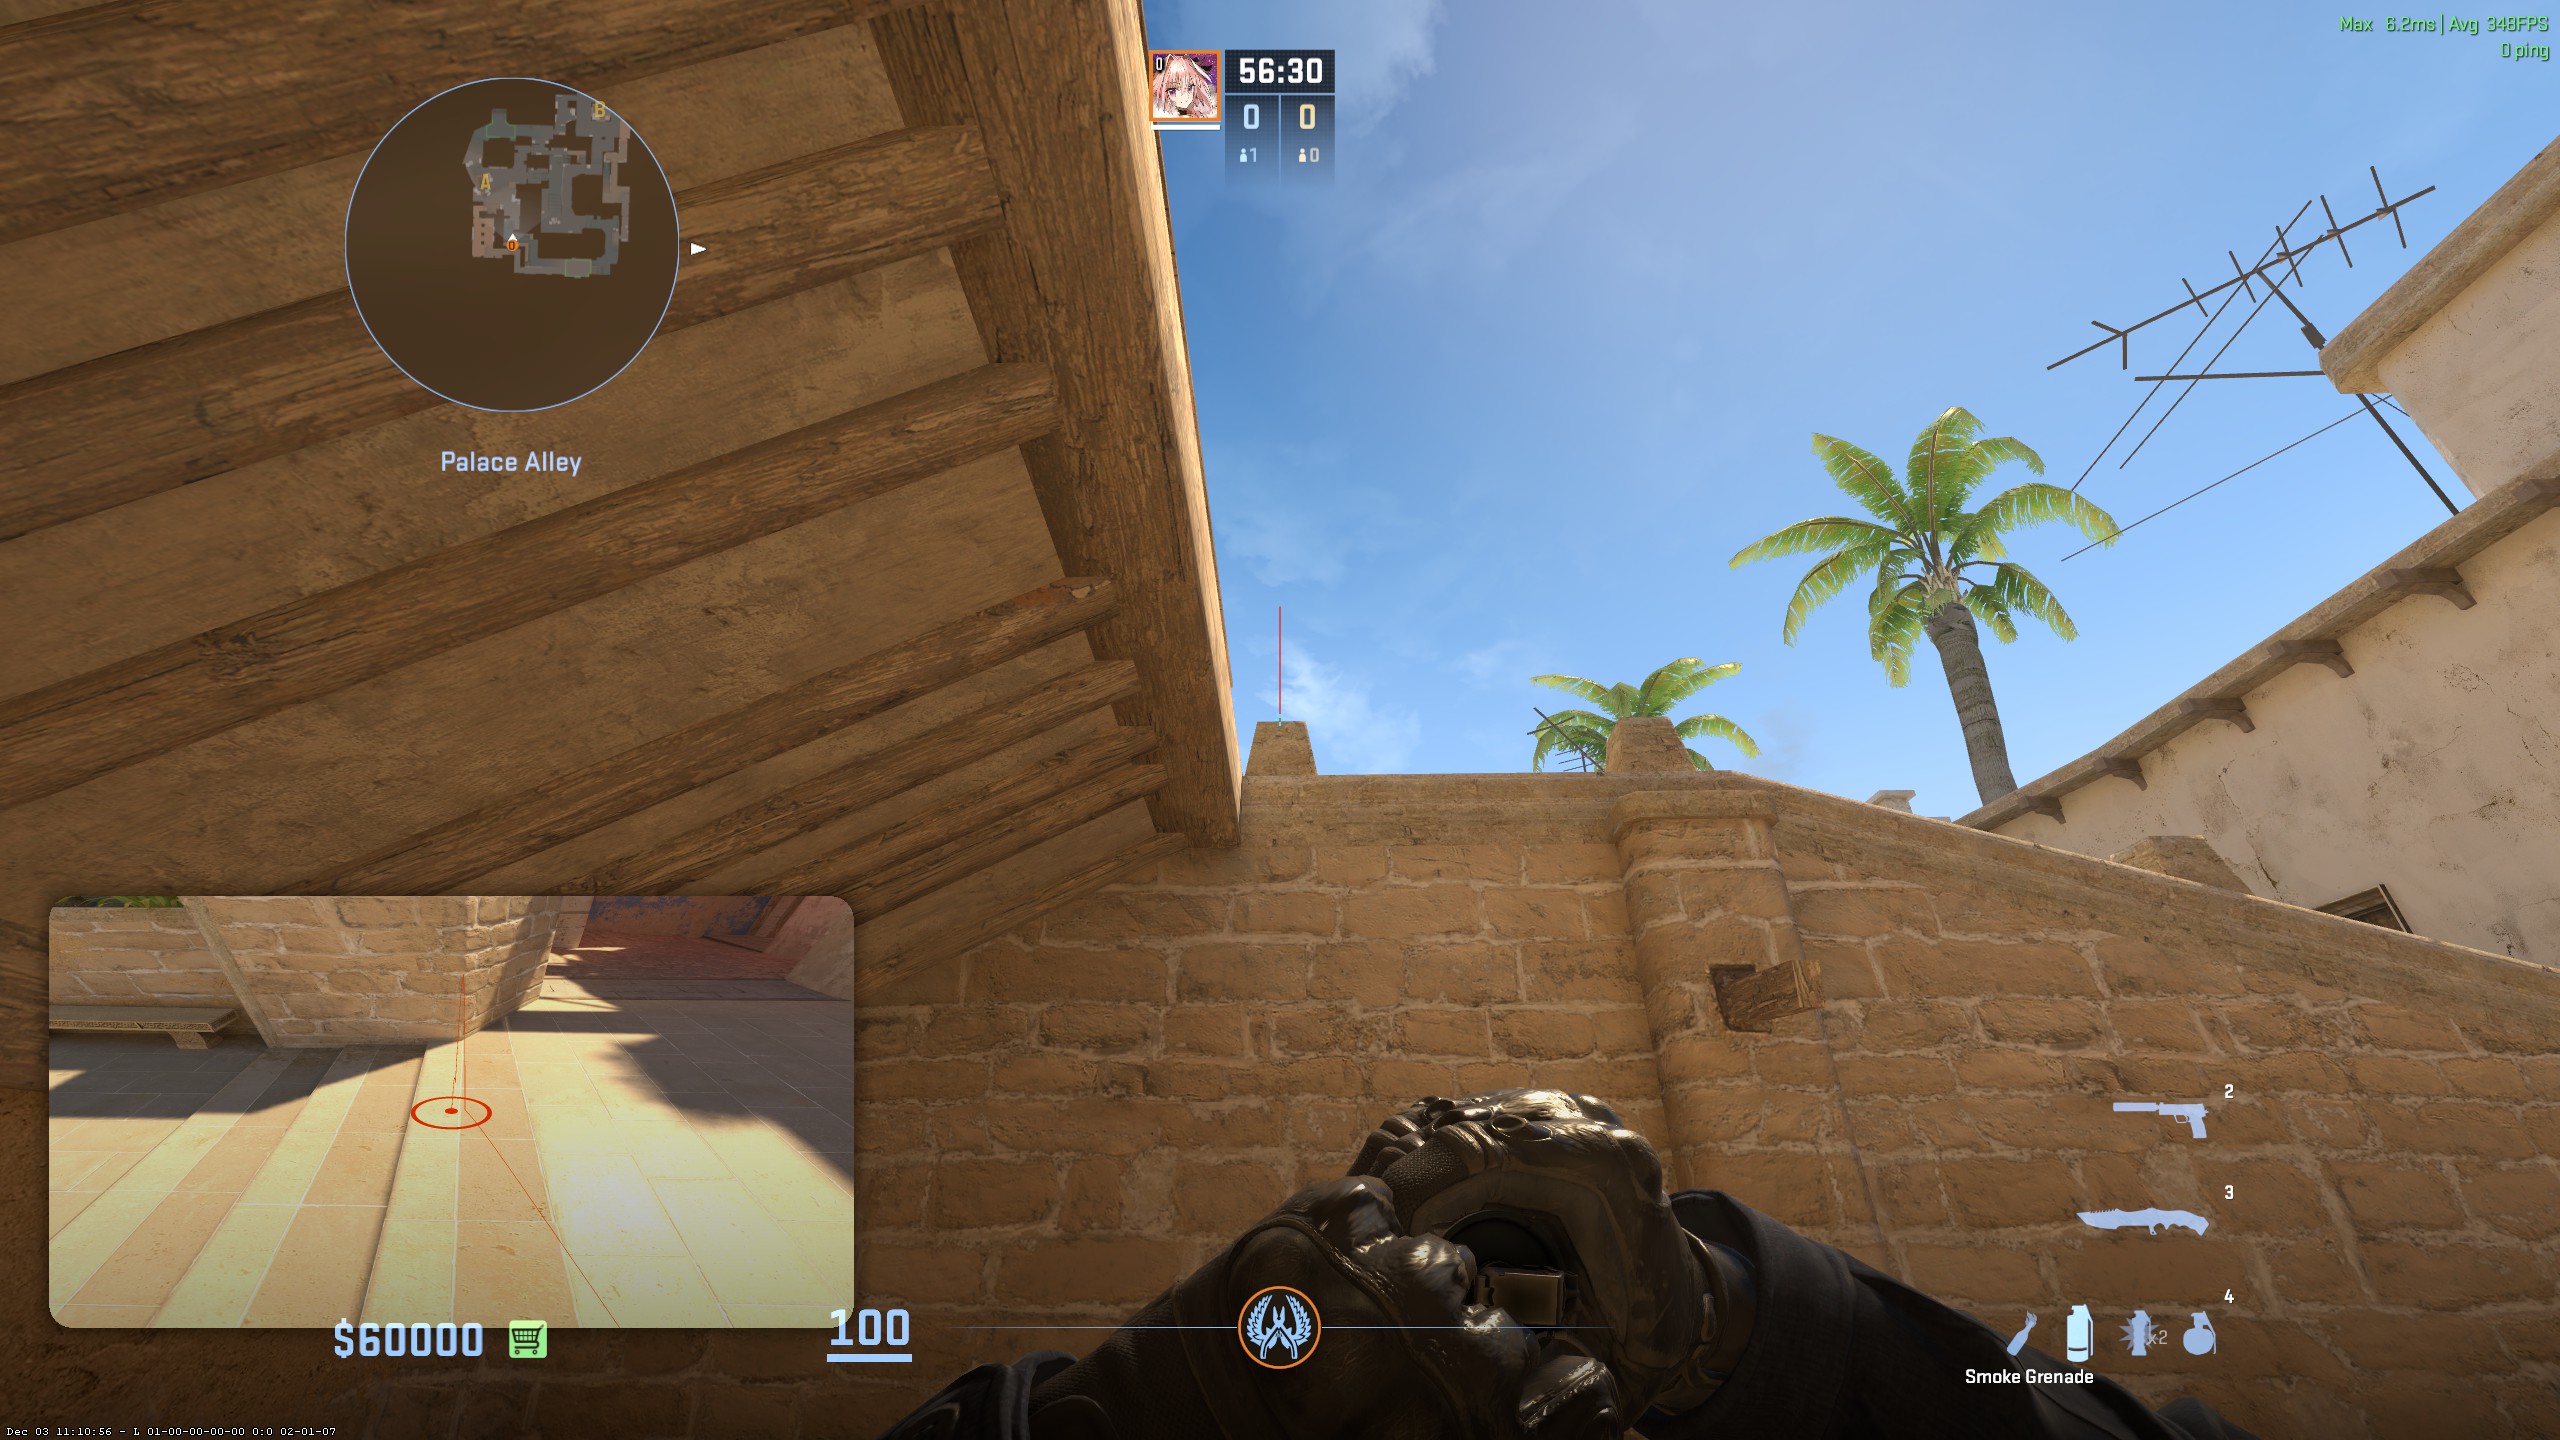 Max 6.2ms | Avg 348FPS
0 ping
0
56:30
0 0
1 0
B
A
0
Palace Alley
2
3
4
x2
Smoke Grenade
$60000
100
Dec 03 11:10:56 - L 01-00-00-00-00 0:0 02-01-07